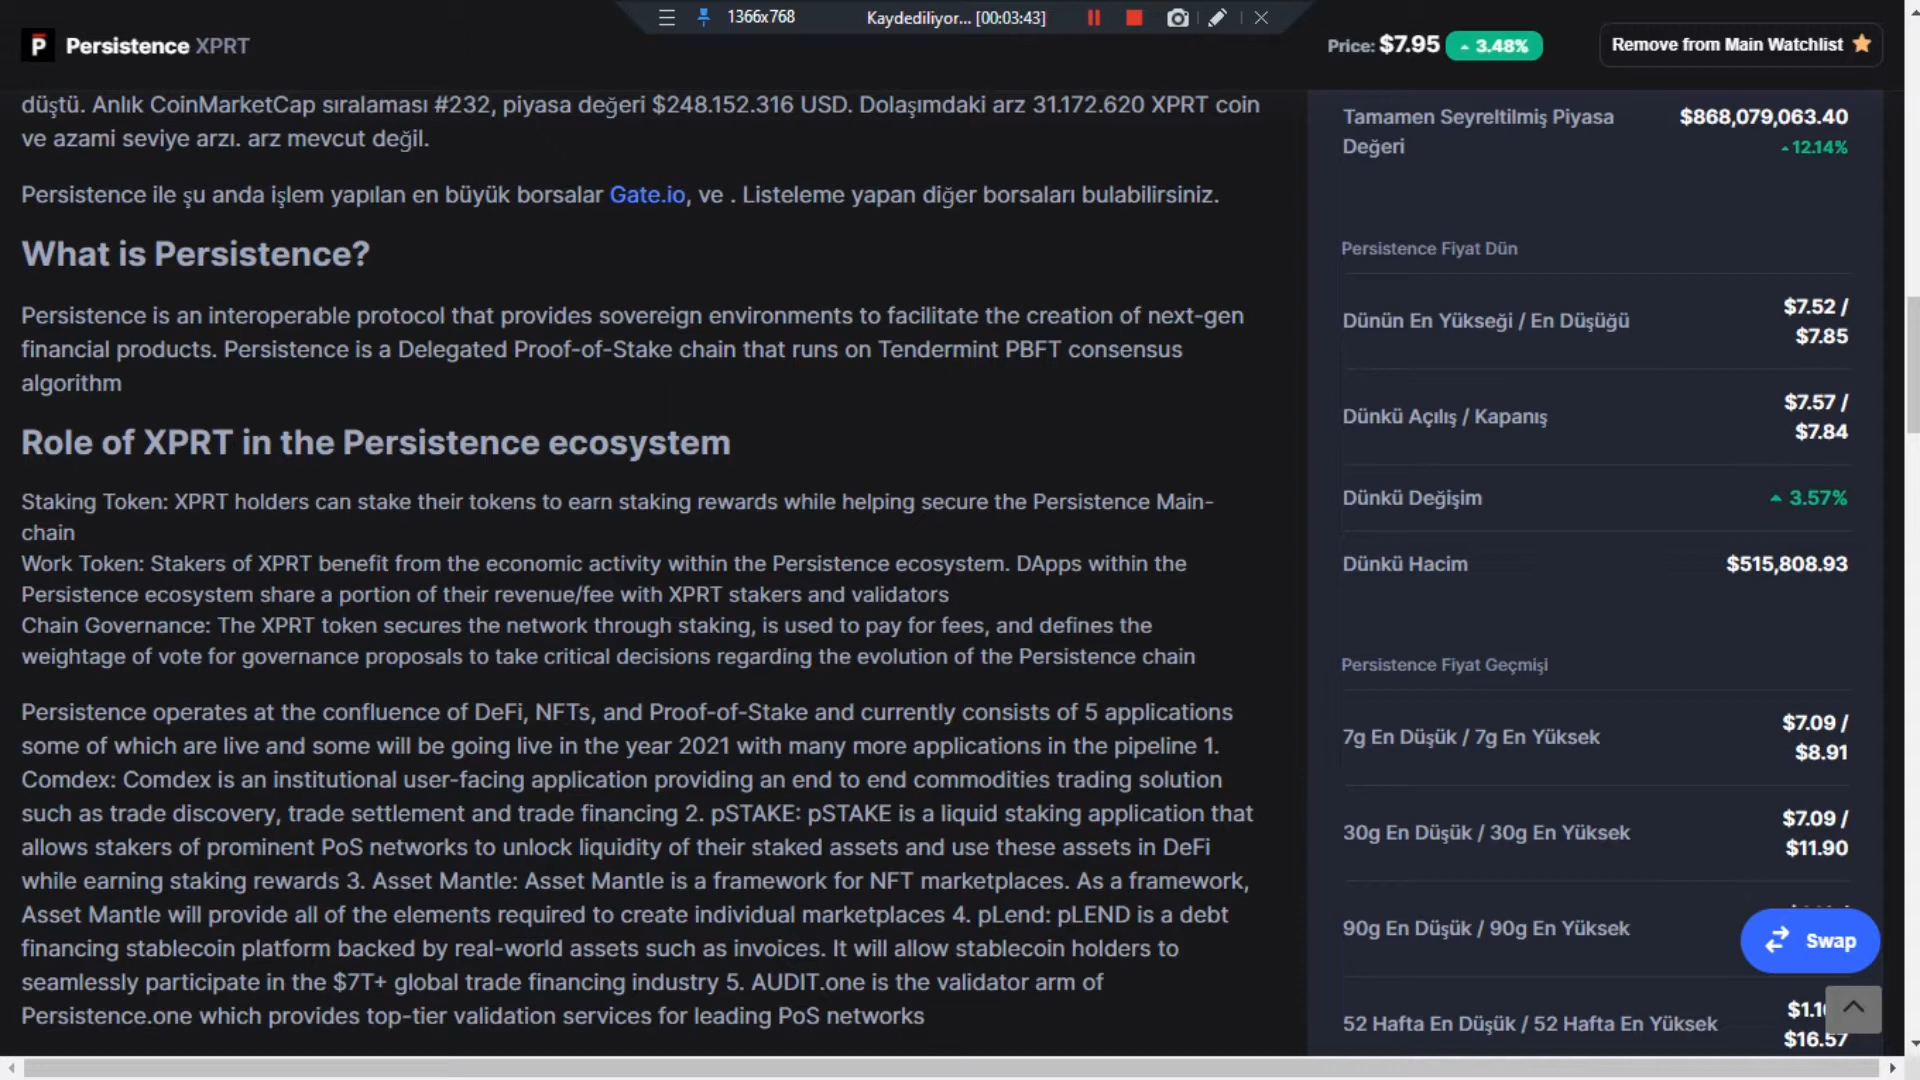 1366x768
Kaydediliyor... [00:03:43]
Persistence XPRT
Price: $7.95 3.48%
Remove from Main Watchlist
düştü. Anlık CoinMarketCap sıralaması #232, piyasa değeri $248.152.316 USD. Dolaşımdaki arz 31.172.620 XPRT coin
ve azami seviye arzı. arz mevcut değil.
Persistence ile şu anda işlem yapılan en büyük borsalar Gate.io, ve . Listeleme yapan diğer borsaları bulabilirsiniz.
What is Persistence?
Persistence is an interoperable protocol that provides sovereign environments to facilitate the creation of next-gen
financial products. Persistence is a Delegated Proof-of-Stake chain that runs on Tendermint PBFT consensus
algorithm
Role of XPRT in the Persistence ecosystem
Staking Token: XPRT holders can stake their tokens to earn staking rewards while helping secure the Persistence Main-
chain
Work Token: Stakers of XPRT benefit from the economic activity within the Persistence ecosystem. DApps within the
Persistence ecosystem share a portion of their revenue/fee with XPRT stakers and validators
Chain Governance: The XPRT token secures the network through staking, is used to pay for fees, and defines the
weightage of vote for governance proposals to take critical decisions regarding the evolution of the Persistence chain
Persistence operates at the confluence of DeFi, NFTs, and Proof-of-Stake and currently consists of 5 applications
some of which are live and some will be going live in the year 2021 with many more applications in the pipeline 1.
Comdex: Comdex is an institutional user-facing application providing an end to end commodities trading solution
such as trade discovery, trade settlement and trade financing 2. pSTAKE: pSTAKE is a liquid staking application that
allows stakers of prominent PoS networks to unlock liquidity of their staked assets and use these assets in DeFi
while earning staking rewards 3. Asset Mantle: Asset Mantle is a framework for NFT marketplaces. As a framework,
Asset Mantle will provide all of the elements required to create individual marketplaces 4. pLend: pLEND is a debt
financing stablecoin platform backed by real-world assets such as invoices. It will allow stablecoin holders to
seamlessly participate in the $7T+ global trade financing industry 5. AUDIT.one is the validator arm of
Persistence.one which provides top-tier validation services for leading PoS networks
Tamamen Seyreltilmiş Piyasa
Değeri
$868,079,063.40
12.14%
Persistence Fiyat Dün
Dünün En Yükseği / En Düşüğü
$7.52 /
$7.85
Dünkü Açılış / Kapanış
$7.57 /
$7.84
Dünkü Değişim
3.57%
Dünkü Hacim
$515,808.93
Persistence Fiyat Geçmişi
7g En Düşük / 7g En Yüksek
$7.09 /
$8.91
30g En Düşük / 30g En Yüksek
$7.09 /
$11.90
90g En Düşük / 90g En Yüksek
Swap
52 Hafta En Düşük / 52 Hafta En Yüksek
$16.57